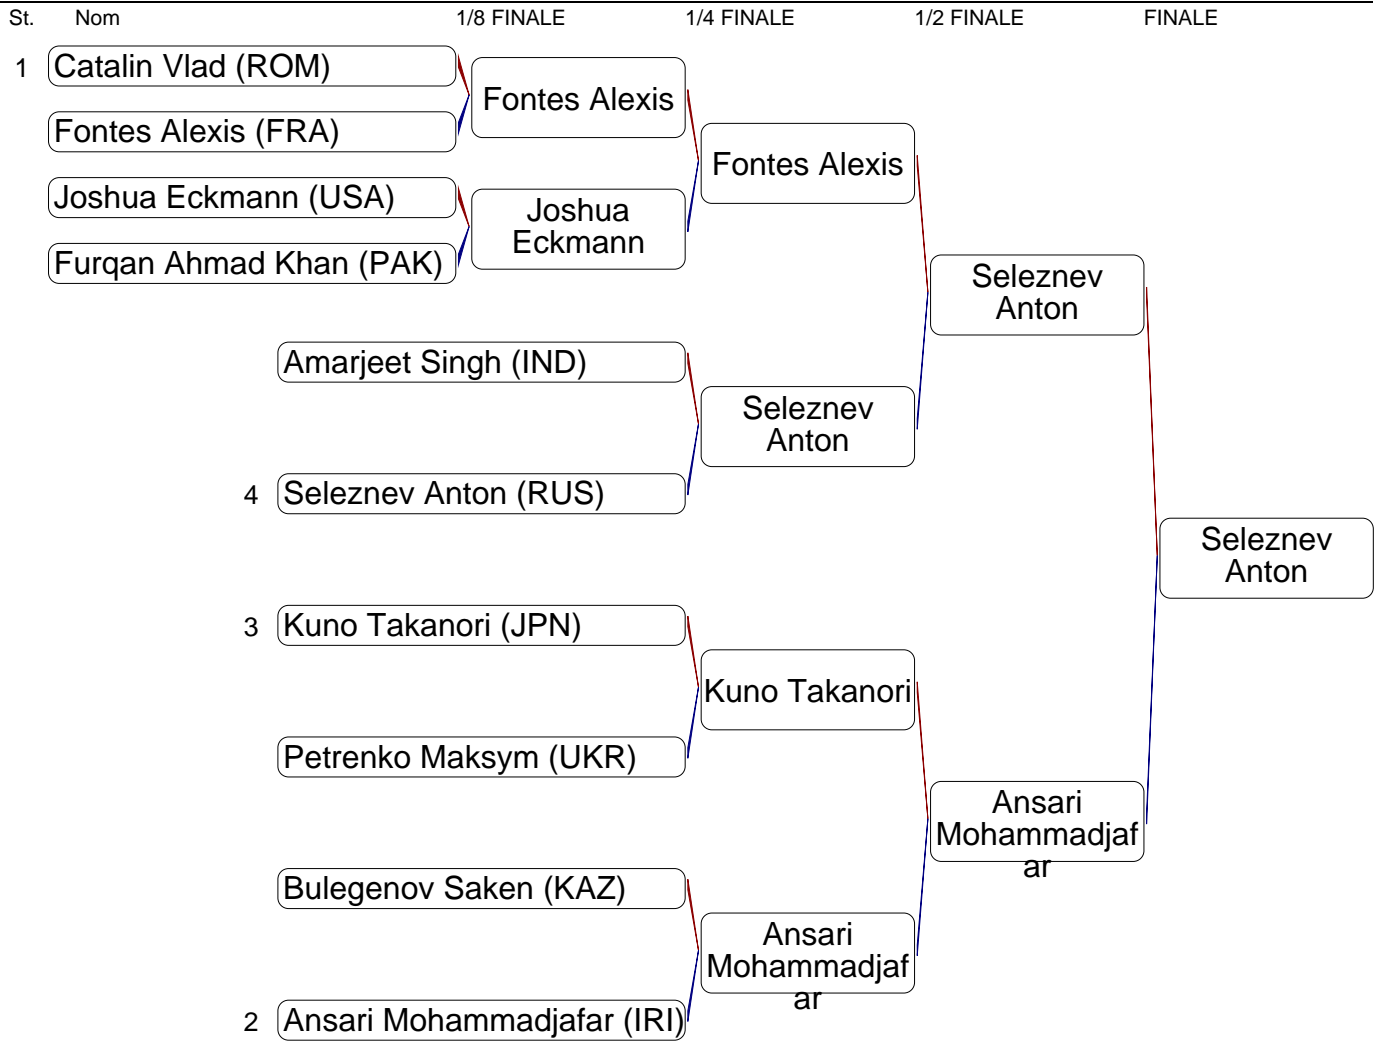 St. Nom 1/8 FINALE 1/4 FINALE 1/2 FINALE FINALE
1 Catalin Vlad (ROM)
Fontes Alexis
Fontes Alexis (FRA)
Fontes Alexis
Joshua Eckmann (USA)
Joshua
Eckmann
Furqan Ahmad Khan (PAK)
Seleznev
Anton
Amarjeet Singh (IND)
Seleznev
Anton
4 Seleznev Anton (RUS)
Seleznev
Anton
3 Kuno Takanori (JPN)
Kuno Takanori
Petrenko Maksym (UKR)
Ansari
Mohammadjaf
ar
Bulegenov Saken (KAZ)
Ansari
Mohammadjaf
ar
2 Ansari Mohammadjafar (IRI)